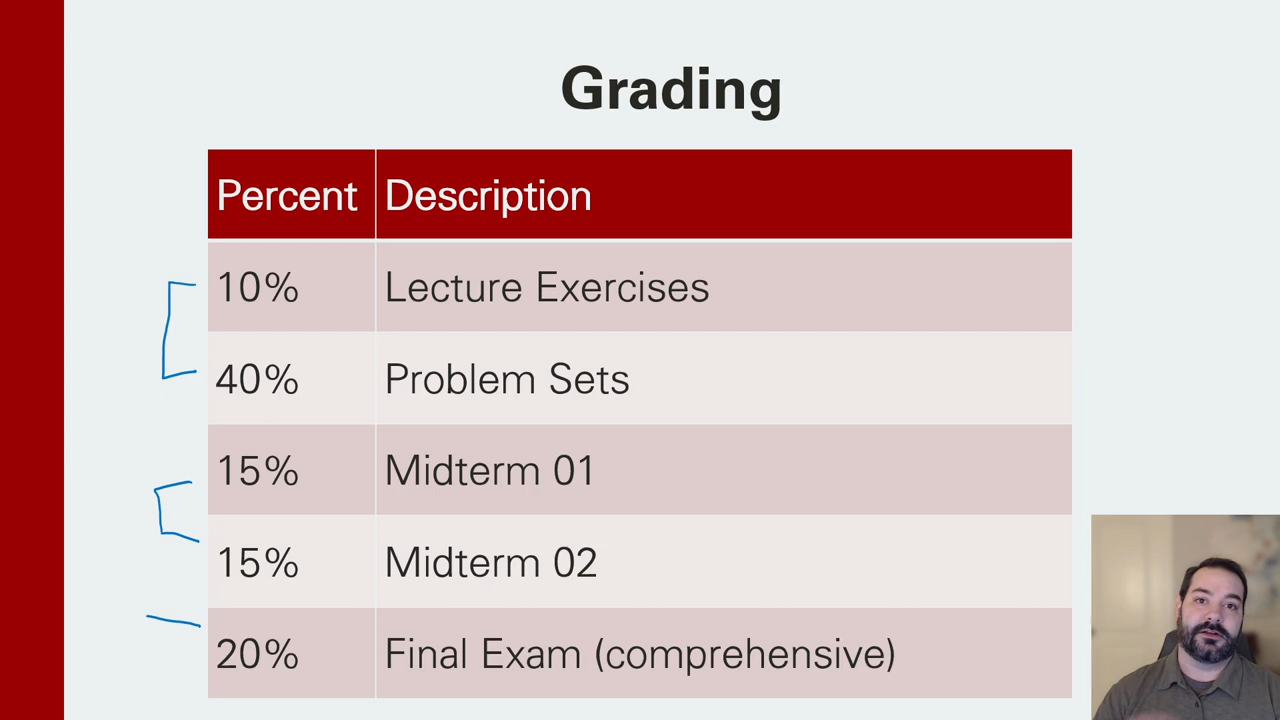 Grading
Percent Description
10% Lecture Exercises
40% Problem Sets
15% Midterm 01
15% Midterm 02
20% Final Exam (comprehensive)